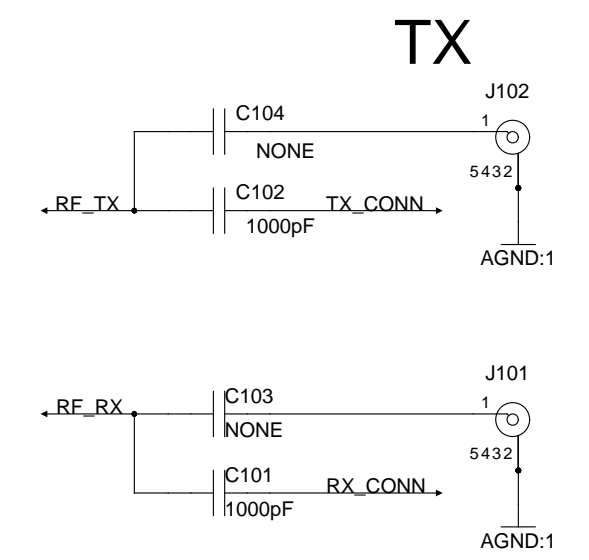 TX
J102
C104
1
NONE
5432
C102
RF_TX
TX_CONN
1000pF
AGND:1
J101
C103
1
RF_RX
NONE
5432
C101
RX_CONN
1000pF
AGND:1